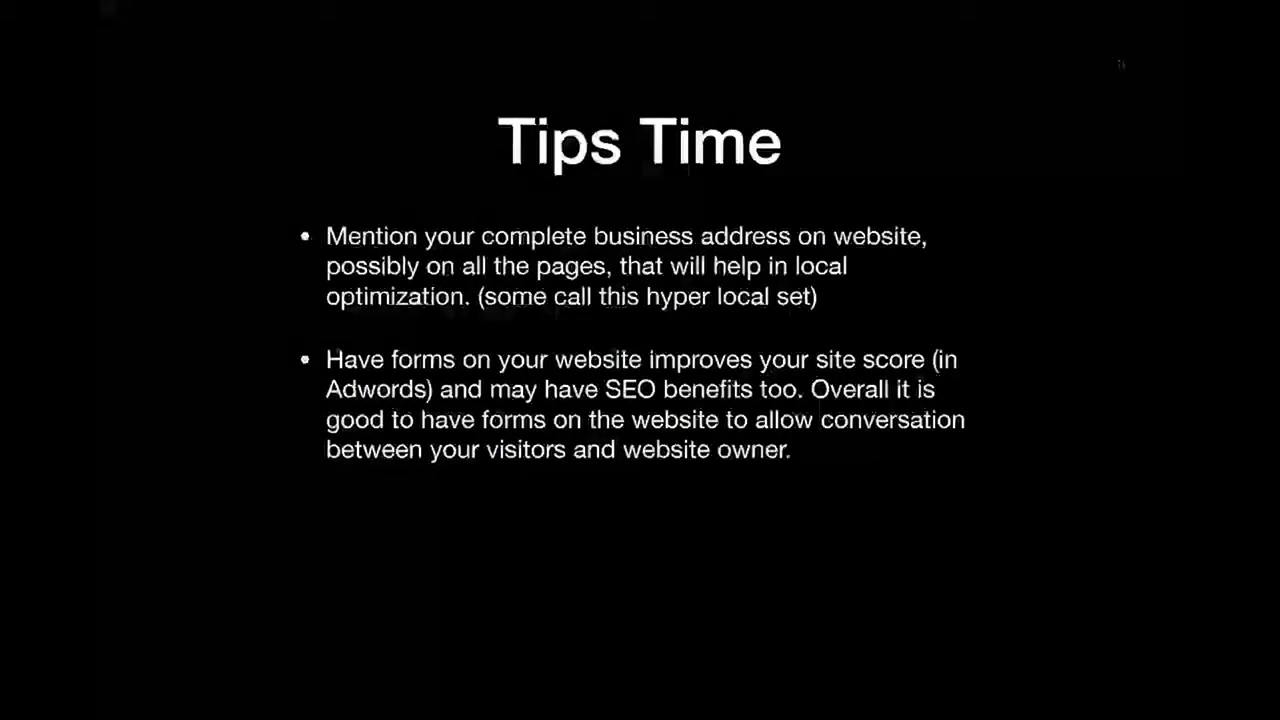 Tips Time
• Mention your complete business address on website,
possibly on all the pages, that will help in local
optimization. (some call this hyper local set)
• Have forms on your website improves your site score (in
Adwords) and may have SEO benefits too. Overall it is
good to have forms on the website to allow conversation
between your visitors and website owner.